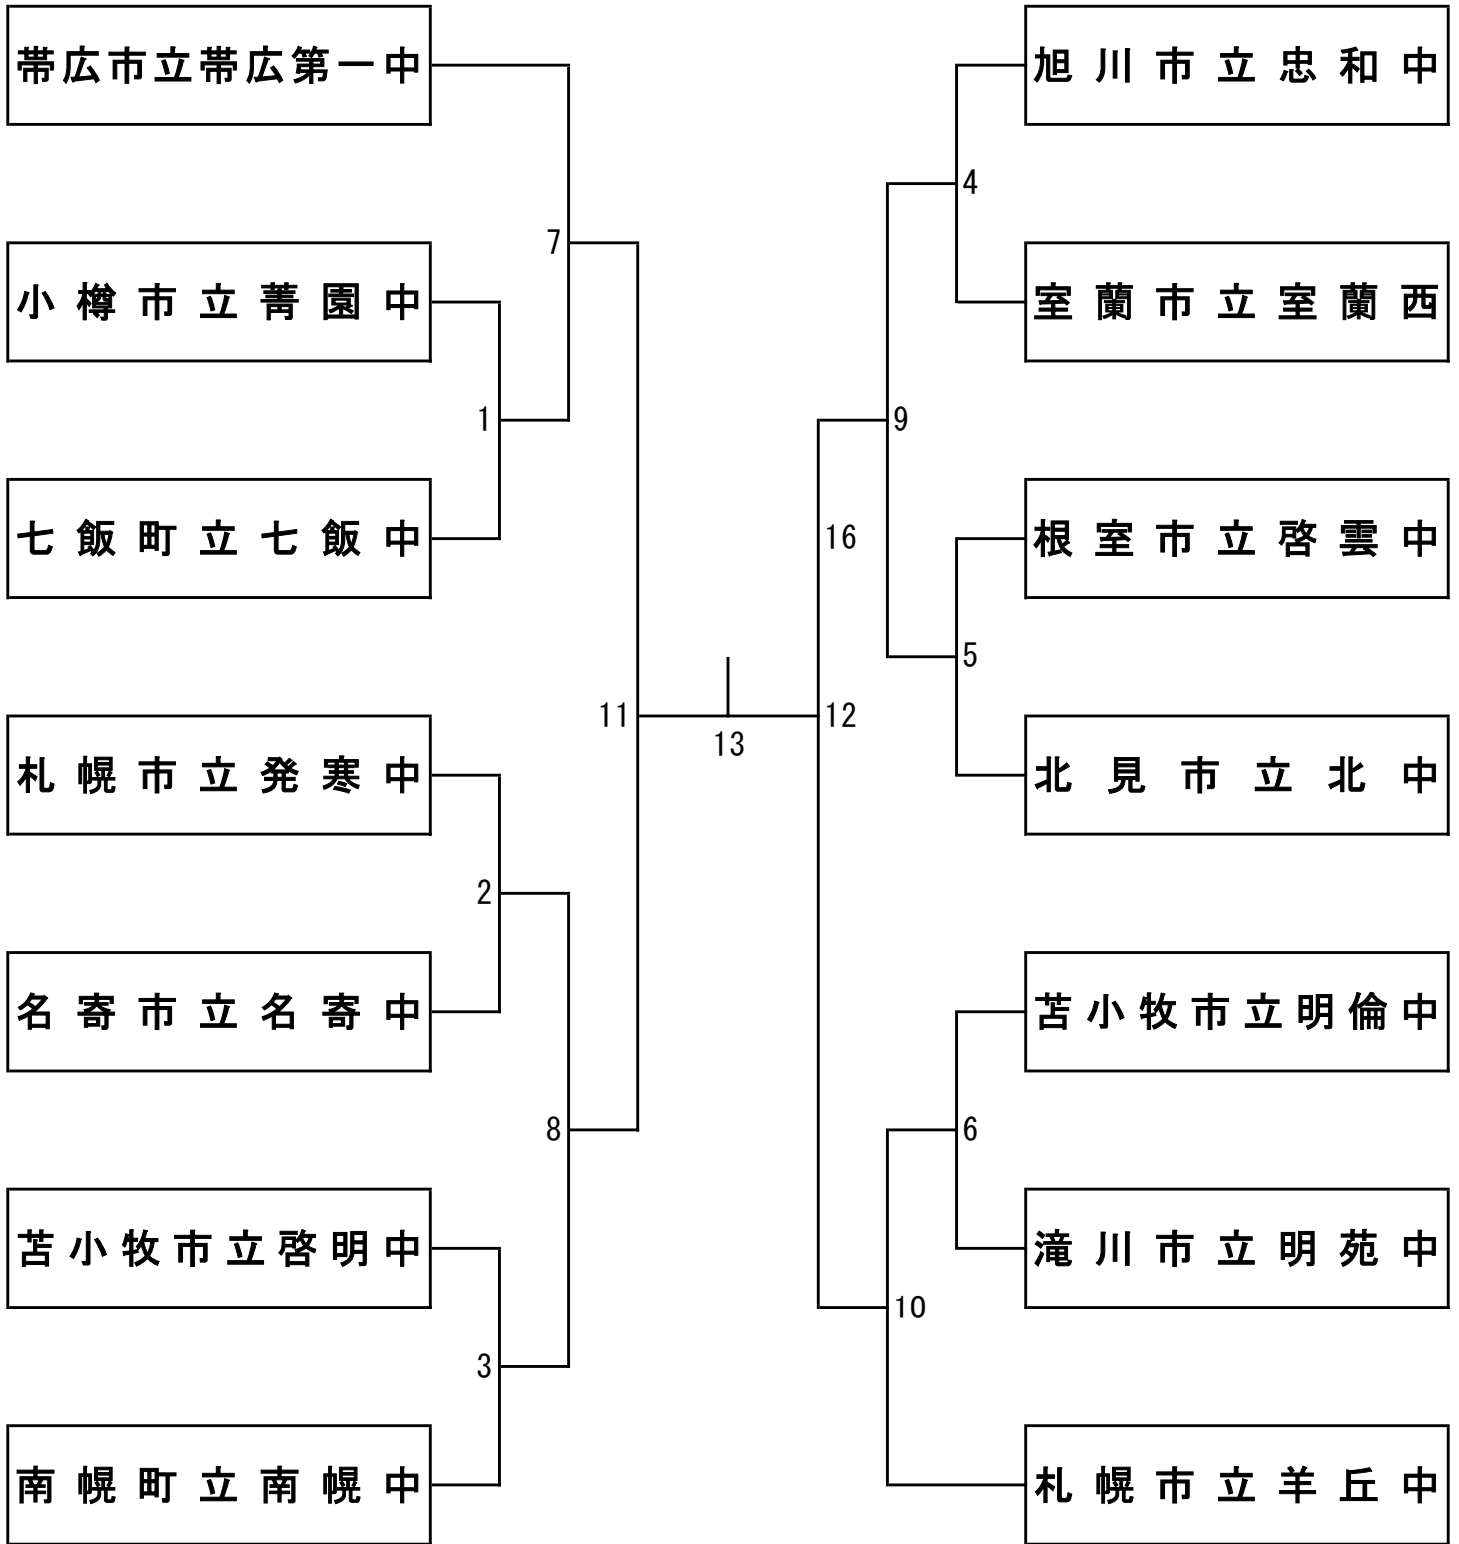 帯広市立帯広第一中
小樽市立菁園中
七飯町立七飯中
札幌市立発寒中
名寄市立名寄中
苫小牧市立啓明中
南幌町立南幌中
7
1
2
8
3
11
13
12
16
9
4
5
6
10
旭川市立忠和中
室蘭市立室蘭西
根室市立啓雲中
北見市立北中
苫小牧市立明倫中
滝川市立明苑中
札幌市立羊丘中